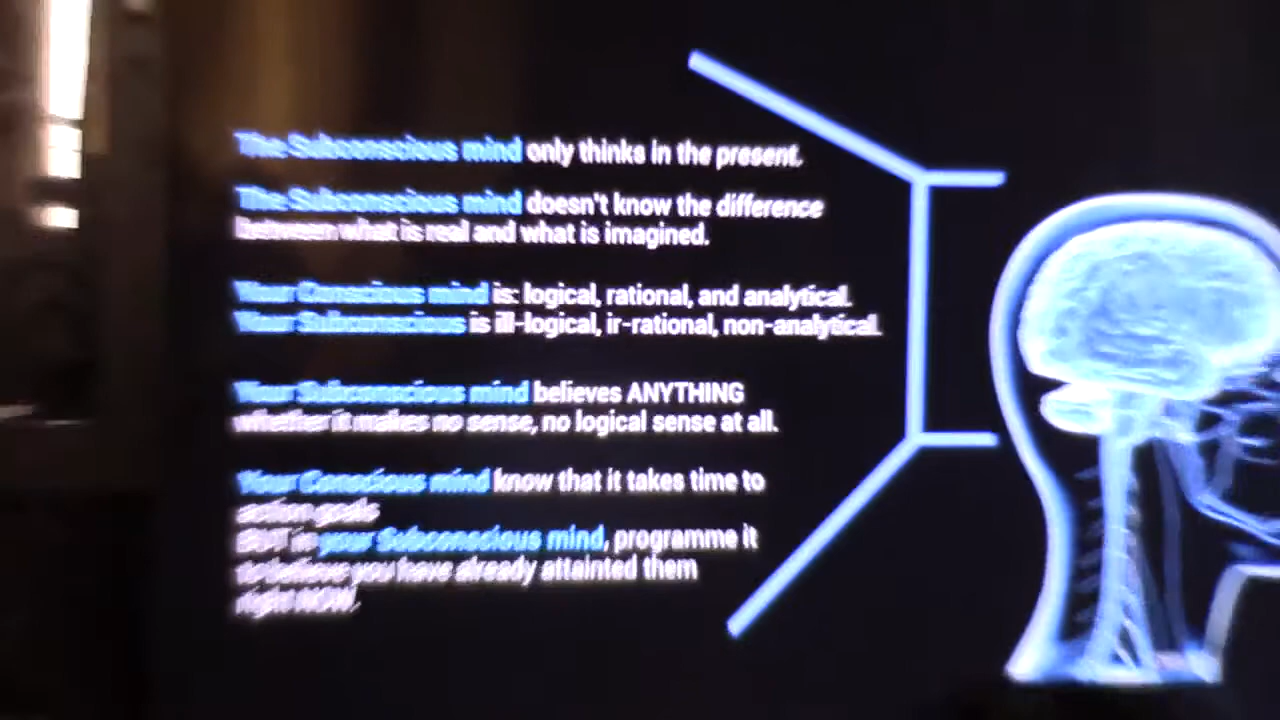 The Subconscious mind only thinks in the present.
The Subconscious mind doesn't know the difference
between what is real and what is imagined.
Your Conscious mind is: logical, rational, and analytical.
Your Subconscious is ill-logical, ir-rational, non-analytical.
Your Subconscious mind believes ANYTHING
whether it makes no sense, no logical sense at all.
Your Conscious mind know that it takes time to
action goals
BUT in your Subconscious mind, programme it
to believe you have already attainted them
right NOW.